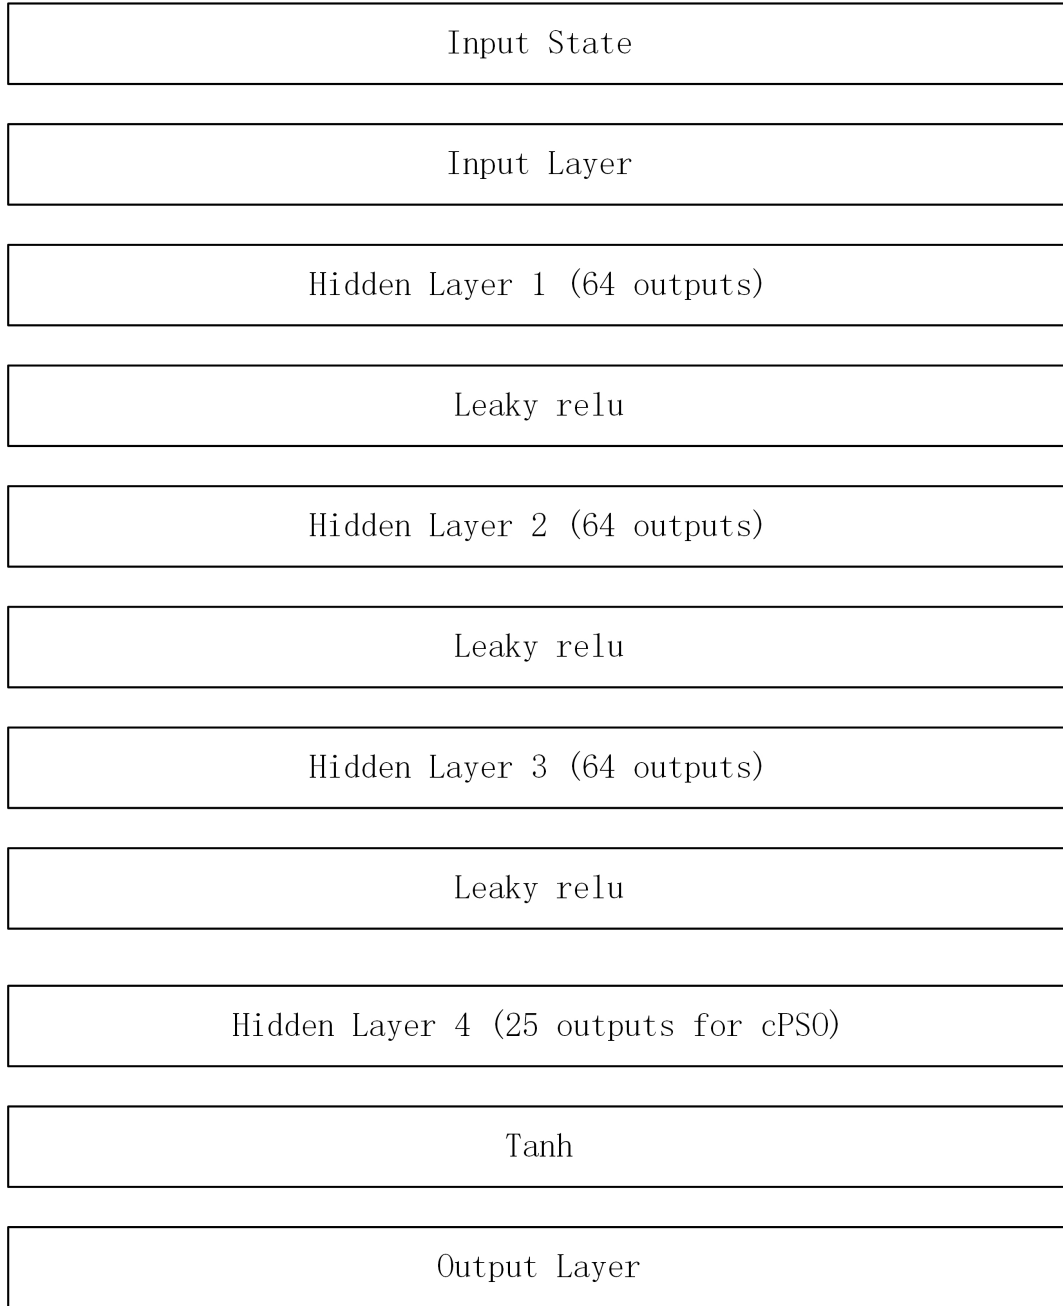 Input State
Input Layer
Hidden Layer 1 (64 outputs)
Leaky relu
Hidden Layer 2 (64 outputs)
Leaky relu
Hidden Layer 3 (64 outputs)
Leaky relu
Hidden Layer 4 (25 outputs for cPSO)
Tanh
Output Layer